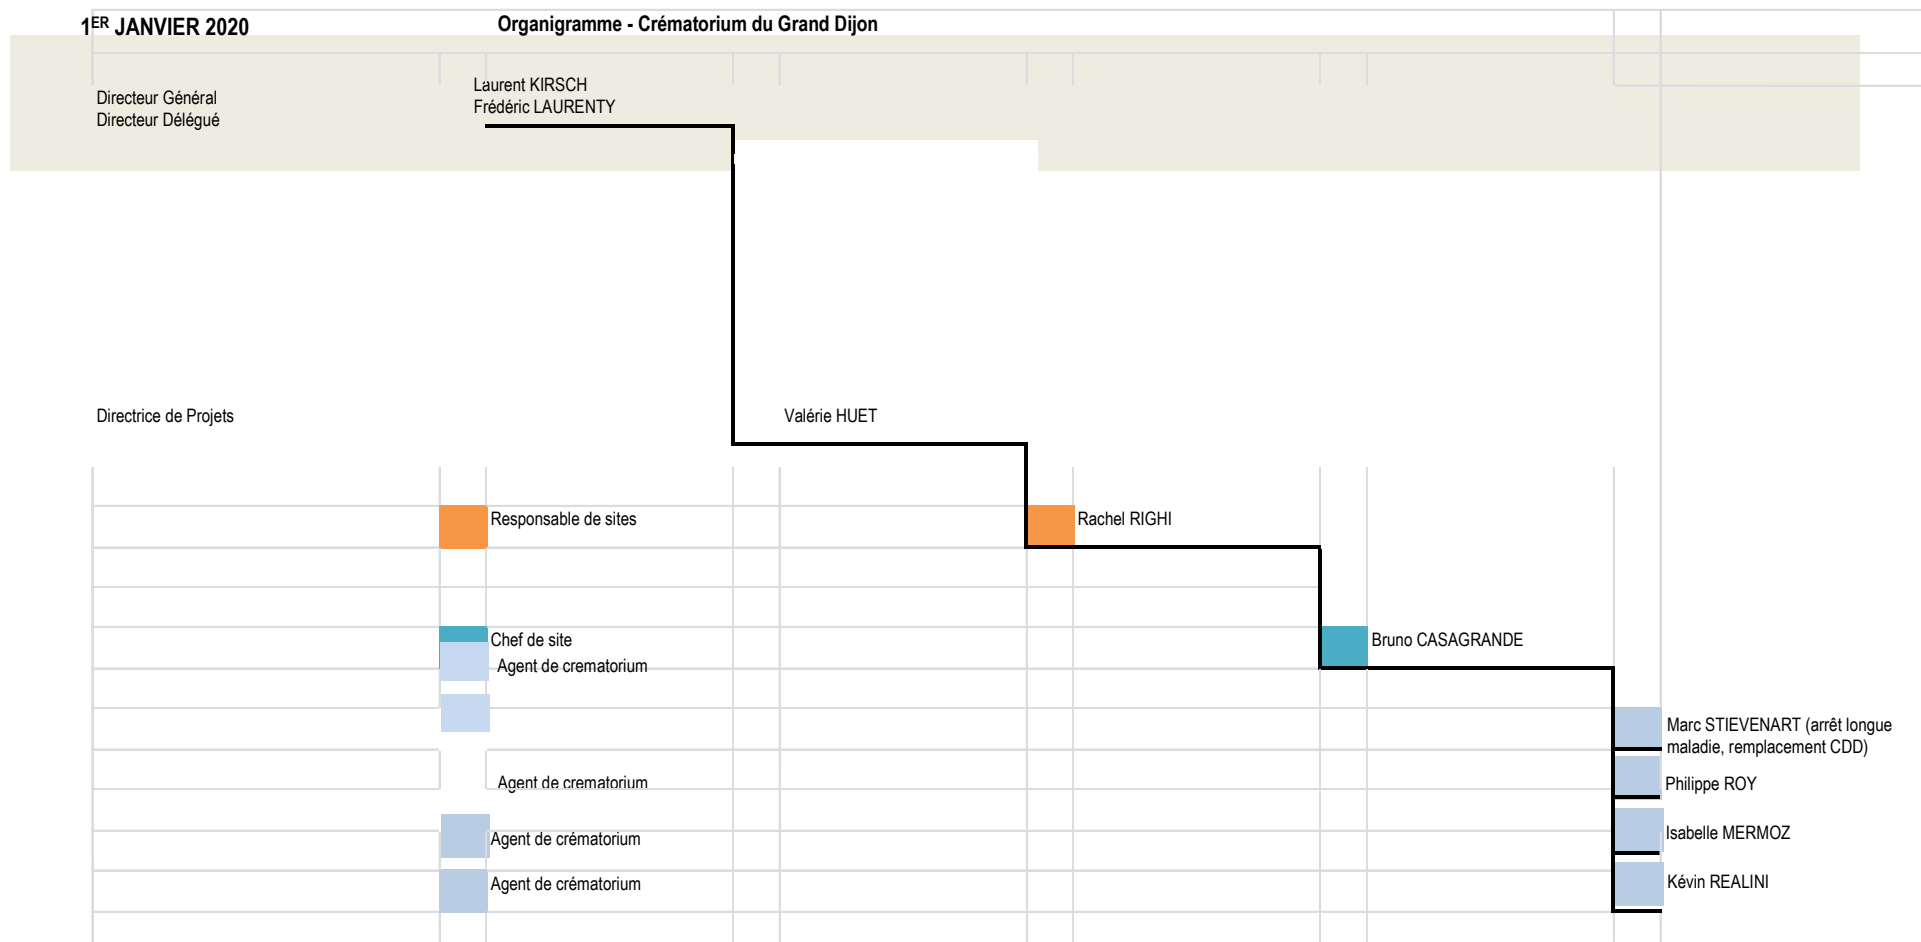 1ER JANVIER 2020
Organigramme - Crématorium du Grand Dijon
Directeur Général
Directeur Délégué
Laurent KIRSCH
Frédéric LAURENTY
Directrice de Projets
Valérie HUET
Responsable de sites
Rachel RIGHI
Chef de site
Bruno CASAGRANDE
Agent de crematorium
Marc STIEVENART (arrêt longue
maladie, remplacement CDD)
Agent de crematorium
Philippe ROY
Agent de crématorium
Isabelle MERMOZ
Agent de crématorium
Kévin REALINI